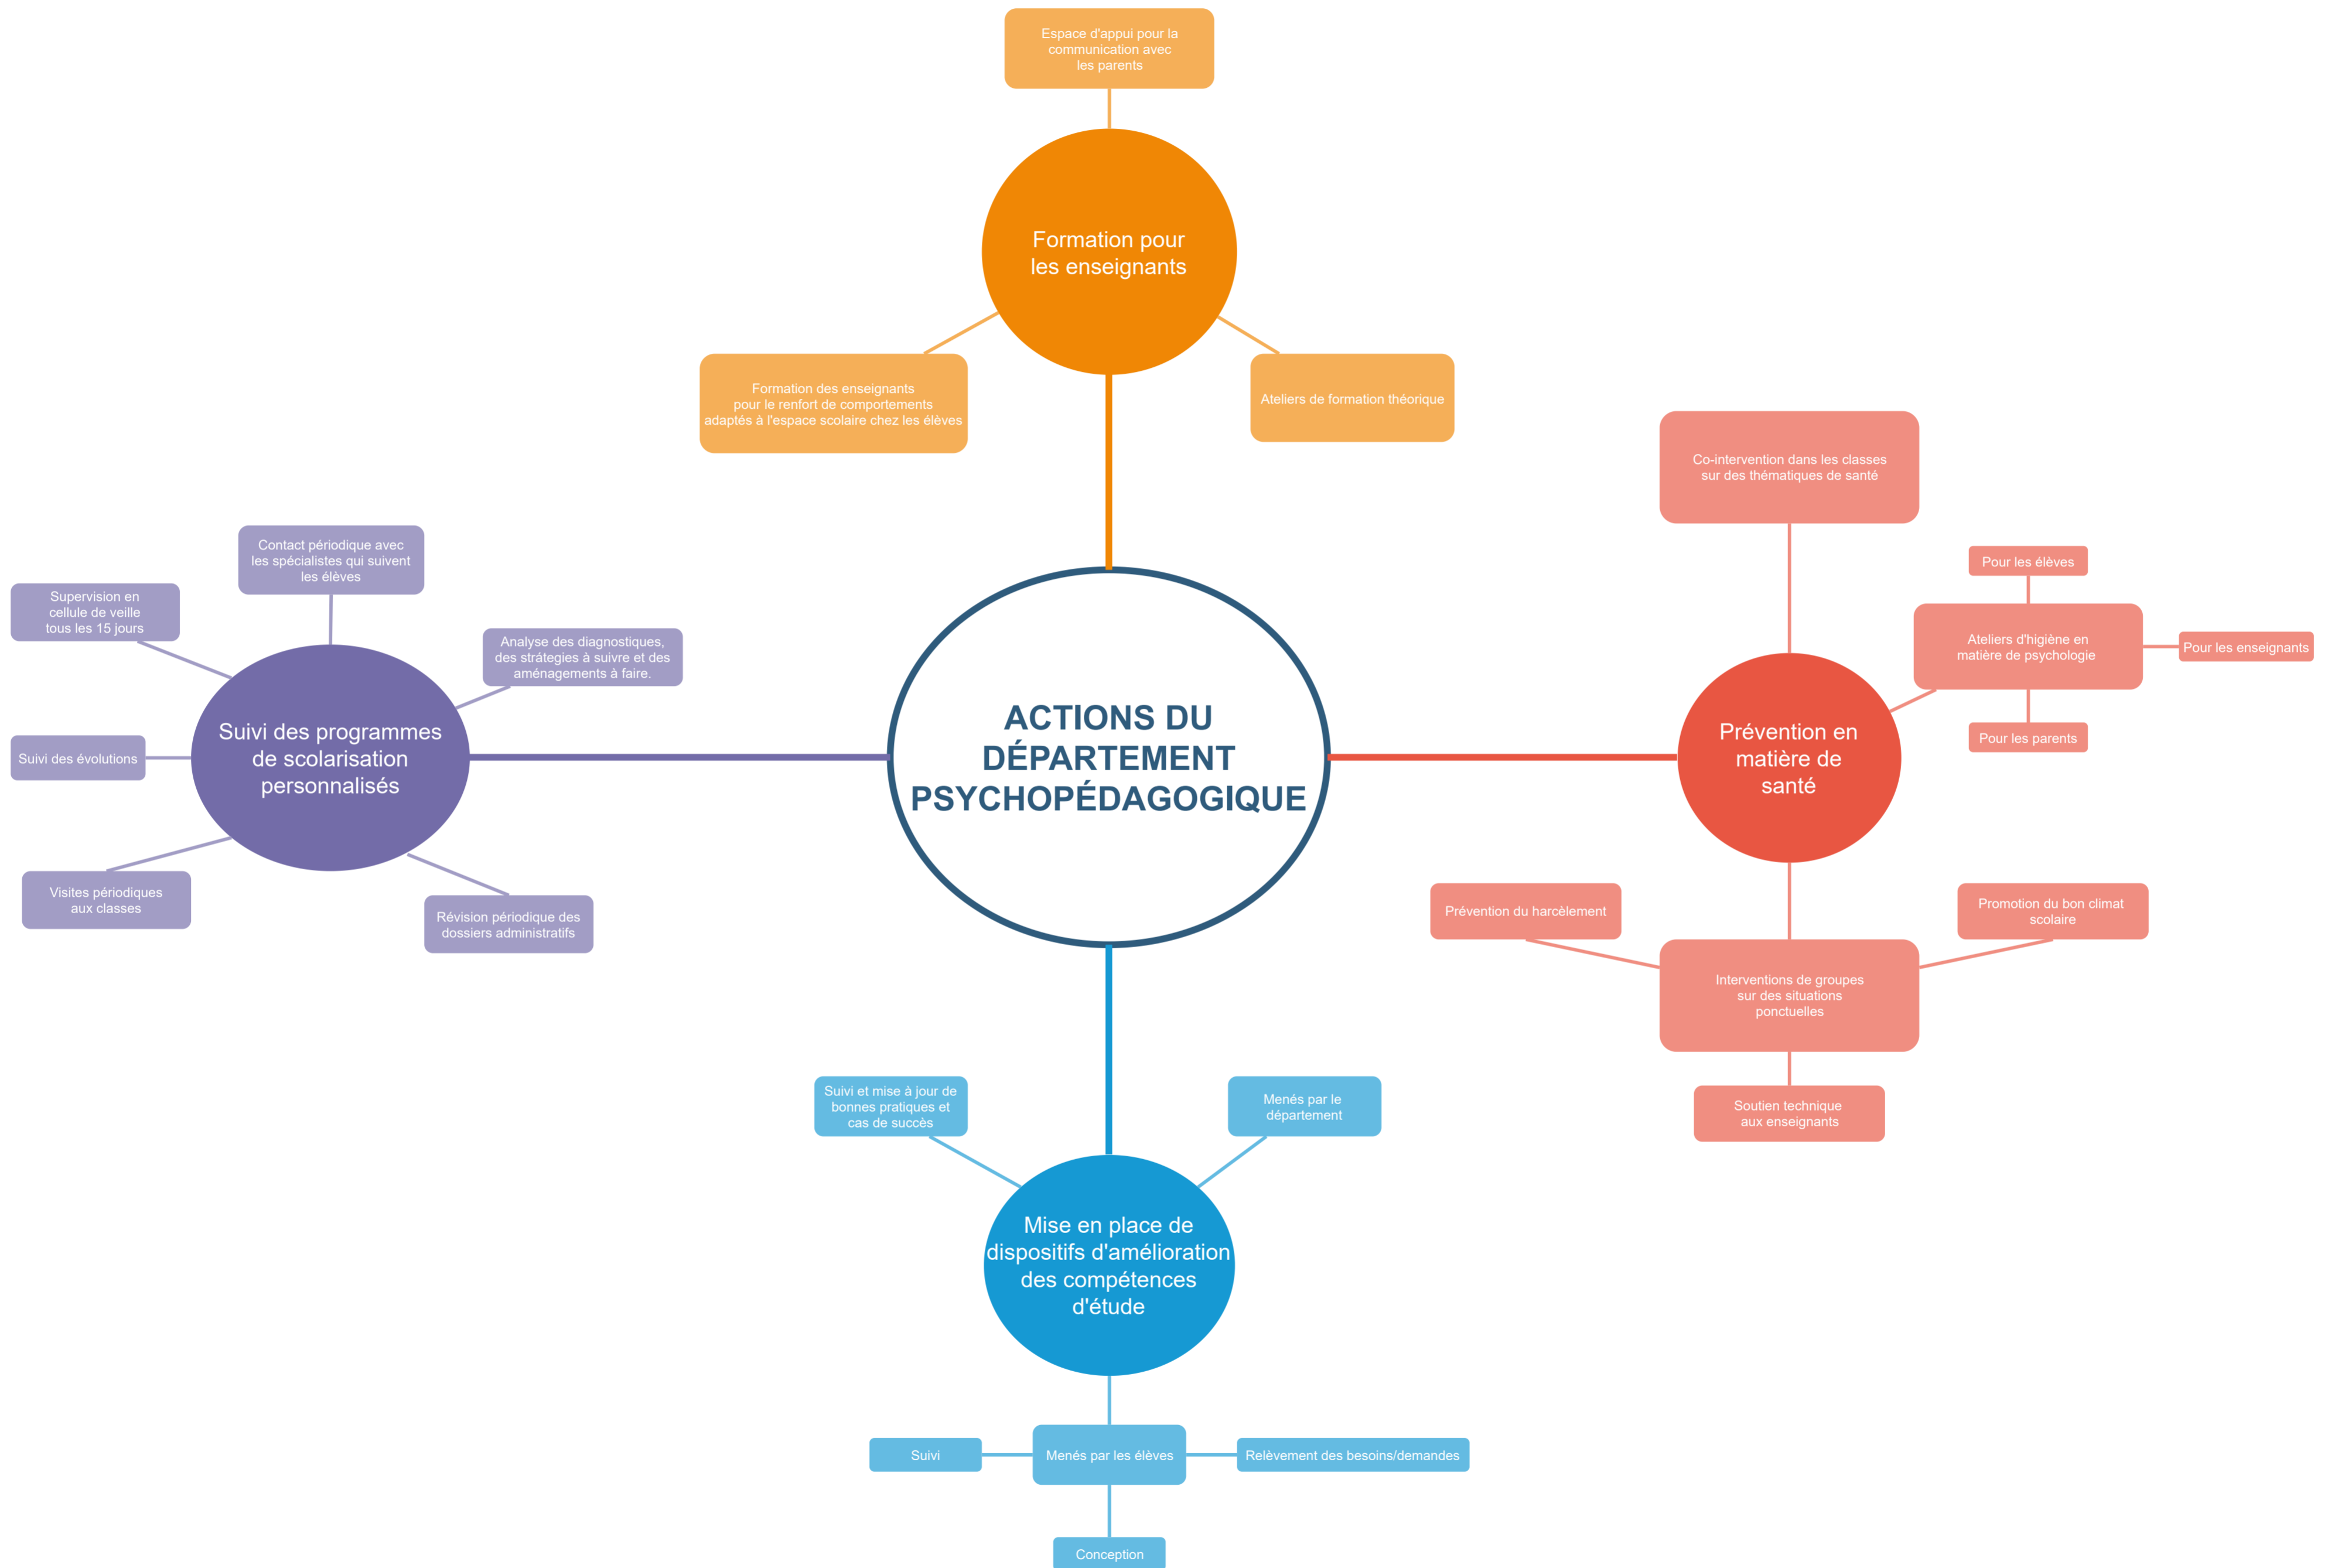 Espace d'appui pour la
communication avec
les parents
Formation pour
les enseignants
Formation des enseignants
pour le renfort de comportements
adaptés à l'espace scolaire chez les élèves
Ateliers de formation théorique
Co-intervention dans les classes
sur des thématiques de santé
Pour les élèves
Ateliers d'higiène en
matière de psychologie
Pour les enseignants
Pour les parents
Prévention en
matière de
santé
Prévention du harcèlement
Promotion du bon climat
scolaire
Interventions de groupes
sur des situations
ponctuelles
Soutien technique
aux enseignants
Contact périodique avec
les spécialistes qui suivent
les élèves
Supervision en
cellule de veille
tous les 15 jours
Analyse des diagnostiques,
des strátegies à suivre et des
aménagements à faire.
Suivi des programmes
de scolarisation
personnalisés
Suivi des évolutions
Visites périodiques
aux classes
Révision périodique des
dossiers administratifs
ACTIONS DU
DÉPARTEMENT
PSYCHOPÉDAGOGIQUE
Suivi et mise à jour de
bonnes pratiques et
cas de succès
Menés par le
département
Mise en place de
dispositifs d'amélioration
des compétences
d'étude
Suivi
Menés par les élèves
Relèvement des besoins/demandes
Conception